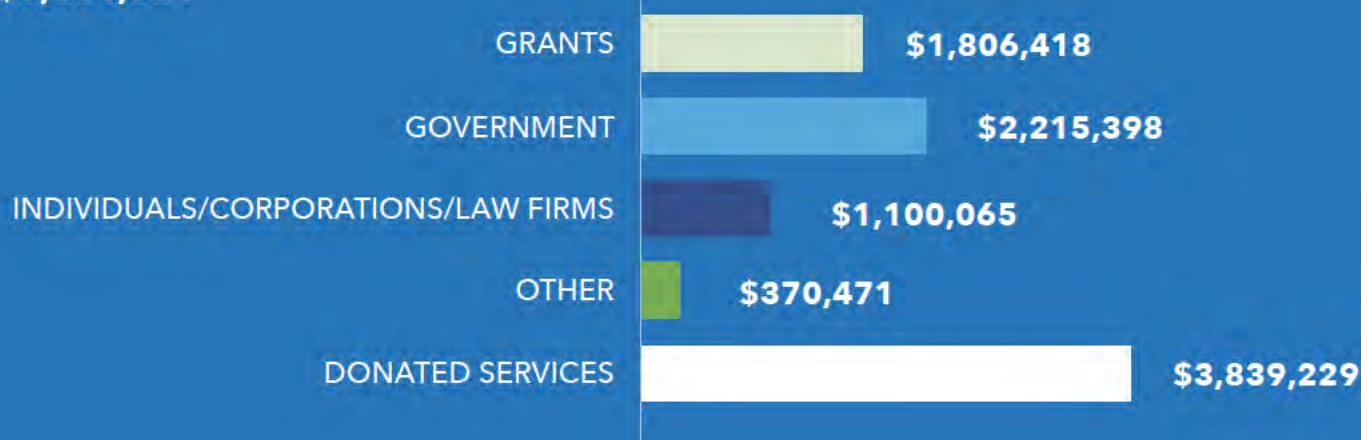 GRANTS $1,806,418
GOVERNMENT $2,215,398
INDIVIDUALS/CORPORATIONS/LAW FIRMS $1,100,065
OTHER $370,471
DONATED SERVICES $3,839,229